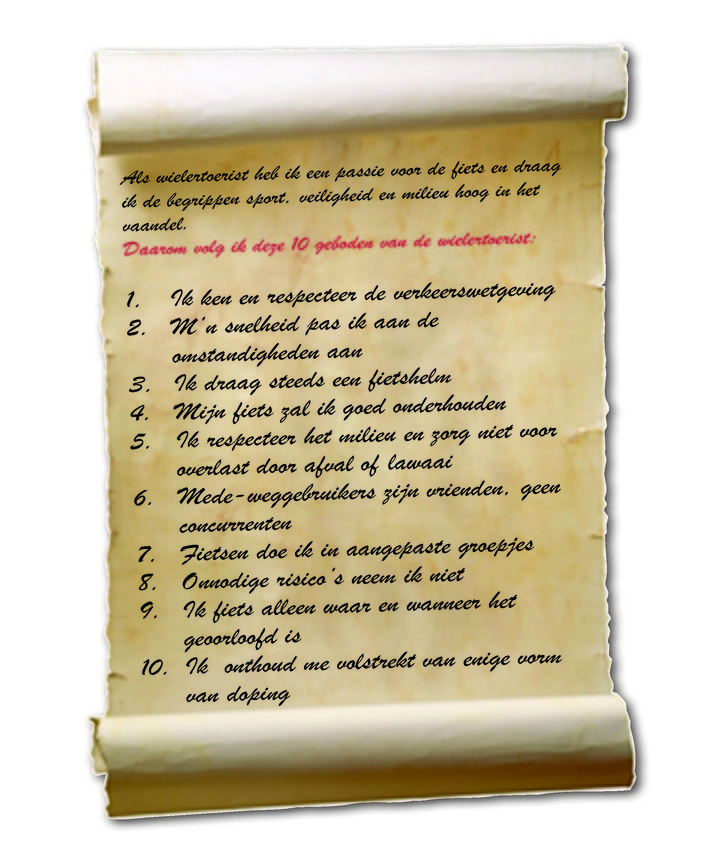 Als wielertoerist heb ik een passie voor de fiets en draag
ik de begrippen sport, veiligheid en milieu hoog in het
vaandel.
Daarom volg ik deze 10 geboden van de wielertoerist:
1. Ik ken en respecteer de verkeerswetgeving
2. M'n snelheid pas ik aan de
omstandigheden aan
3. Ik draag steeds een fietshelm
4. Mijn fiets zal ik goed onderhouden
5. Ik respecteer het milieu en zorg niet voor
overlast door afval of lawaai
6. Mede-weggebruikers zijn vrienden, geen
concurrenten
7. Fietsen doe ik in aangepaste groepjes
8. Onnodige risico's neem ik niet
9. Ik fiets alleen waar en wanneer het
geoorloofd is
10. Ik onthoud me volstrekt van enige vorm
van doping